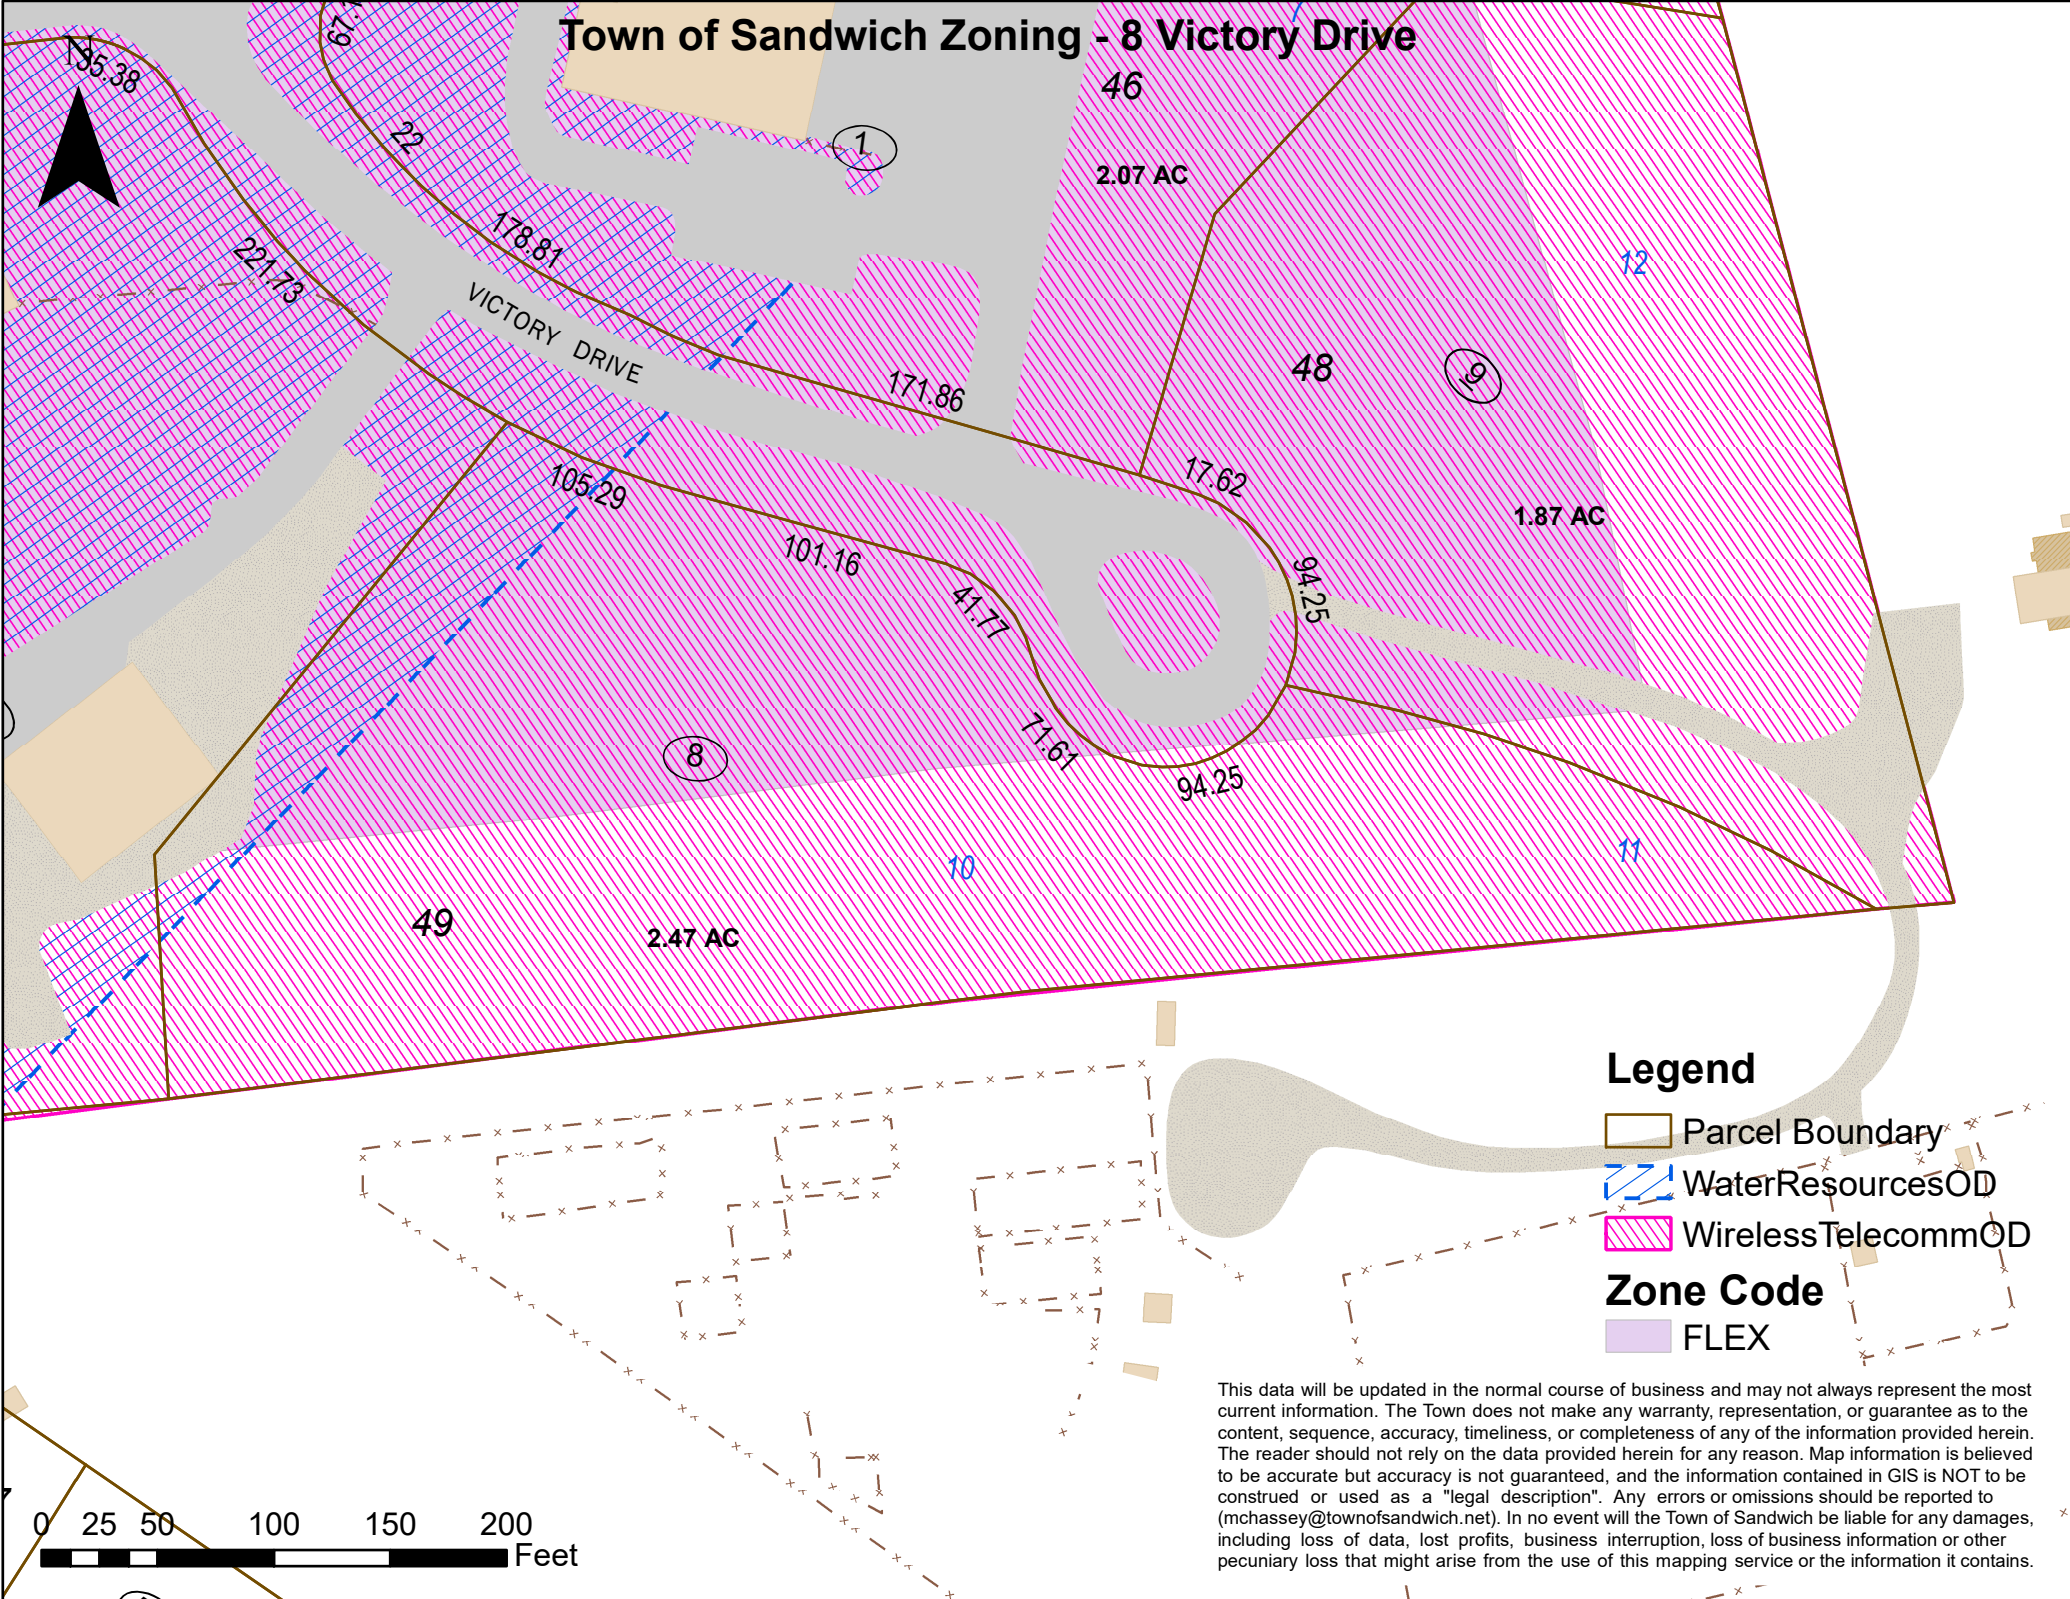 Town of Sandwich Zoning - 8 Victory Drive
N
135.38
22
178.81
221.73
VICTORY DRIVE
1
46
2.07 AC
12
171.86
48
9
17.62
1.87 AC
105.29
101.16
41.77
94.25
71.61
8
94.25
10
11
49
2.47 AC
Legend
Parcel Boundary
WaterResourcesOD
WirelessTelecommOD
Zone Code
FLEX
This data will be updated in the normal course of business and may not always represent the most
current information. The Town does not make any warranty, representation, or guarantee as to the
content, sequence, accuracy, timeliness, or completeness of any of the information provided herein.
The reader should not rely on the data provided herein for any reason. Map information is believed
to be accurate but accuracy is not guaranteed, and the information contained in GIS is NOT to be
construed or used as a "legal description". Any errors or omissions should be reported to
(mchassey@townofsandwich.net). In no event will the Town of Sandwich be liable for any damages,
including loss of data, lost profits, business interruption, loss of business information or other
pecuniary loss that might arise from the use of this mapping service or the information it contains.
0 25 50 100 150 200
Feet